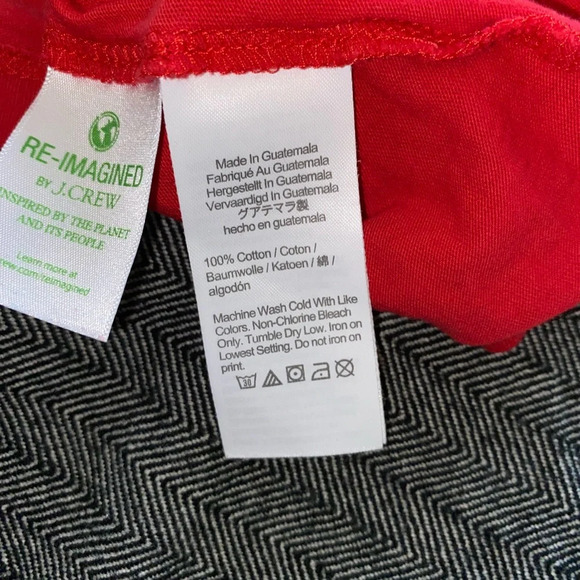 RE-IMAGINED
BY J.CREW
INSPIRED BY THE PLANET
AND ITS PEOPLE
Learn more at
crew.com/reimagined
Made In Guatemala
Fabriqué Au Guatemala
Hergestellt In Guatemala
Vervaardigd In Guatemala
グアテマラ製
hecho en guatemala
100% Cotton / Coton /
Baumwolle / Katoen / 綿 /
algodón
Machine Wash Cold With Like
Colors. Non-Chlorine Bleach
Only. Tumble Dry Low. Iron on
Lowest Setting. Do not iron on
print.
30